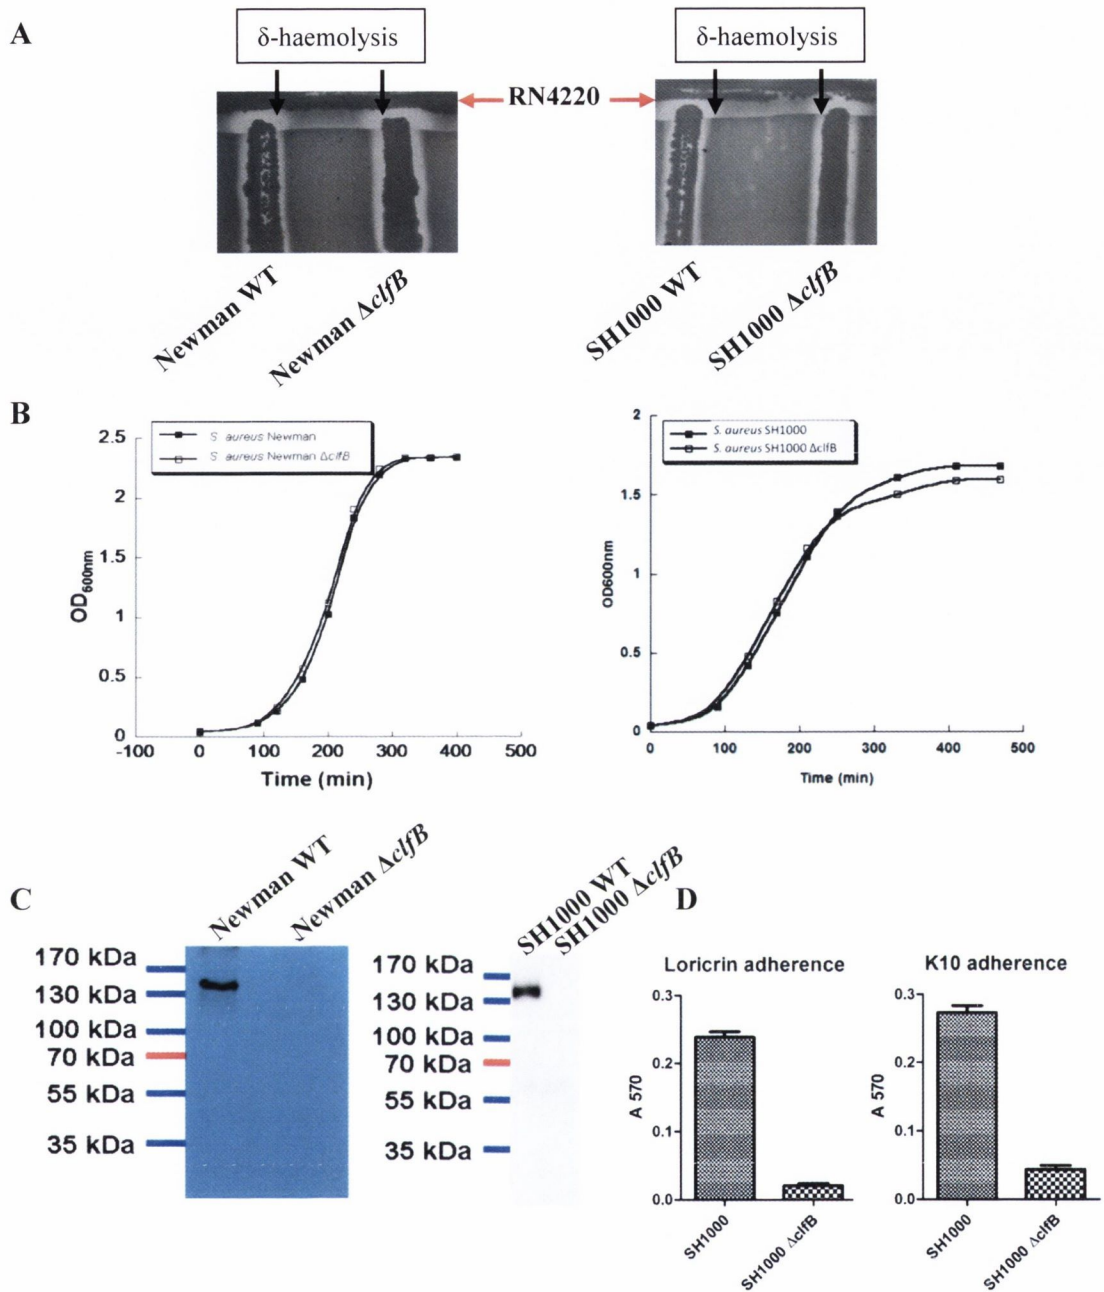 A
δ-haemolysis
δ-haemolysis
RN4220
Newman WT
Newman ΔclfB
SH1000 WT
SH1000 ΔclfB
B
S. aureus Newman
S. aureus Newman ΔclfB
2.5
2
1.5
1
0.5
0
OD600nm
-100 0 100 200 300 400 500
Time (min)
S. aureus SH1000
S. aureus SH1000 ΔclfB
2
1.5
1
0.5
0
OD600nm
0 100 200 300 400 500
Time (min)
C
Newman WT
Newman ΔclfB
170 kDa
130 kDa
100 kDa
70 kDa
55 kDa
35 kDa
SH1000 WT
SH1000 ΔclfB
170 kDa
130 kDa
100 kDa
70 kDa
55 kDa
35 kDa
D
Loricrin adherence
0.3
0.2
0.1
0.0
A 570
SH1000
SH1000 ΔclfB
K10 adherence
0.3
0.2
0.1
0.0
A 570
SH1000
SH1000 ΔclfB